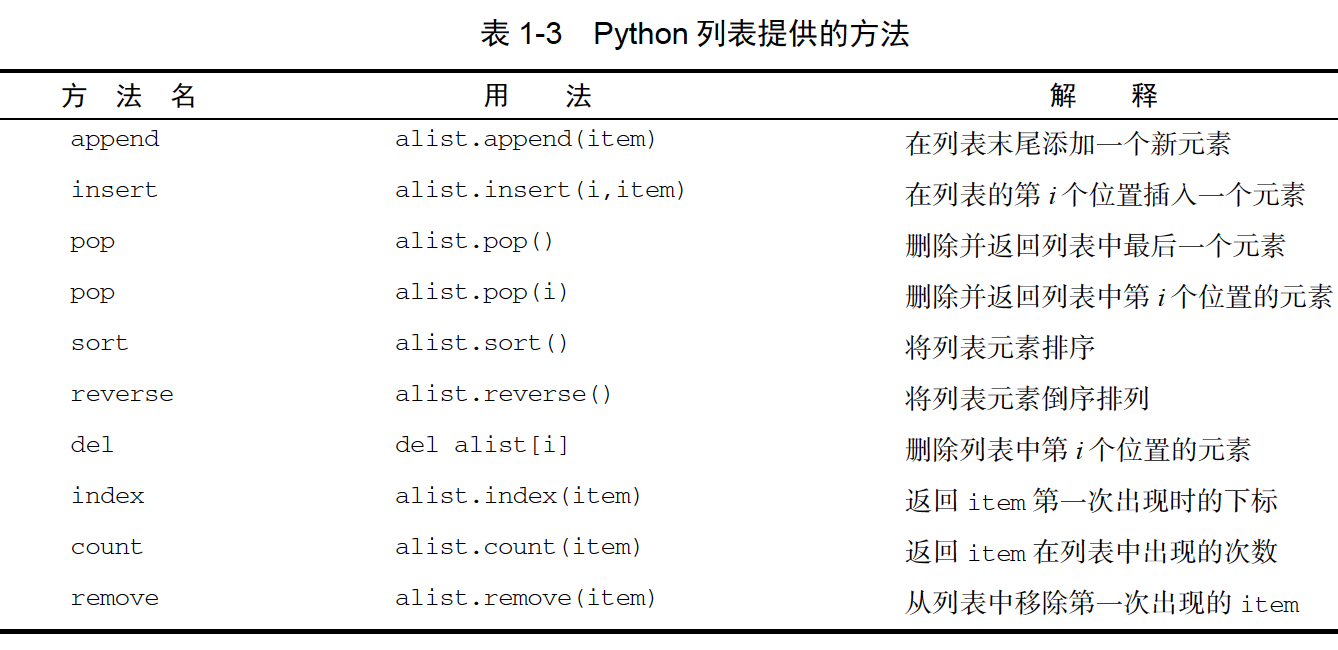 表 1-3 Python 列表提供的方法
方 法 名 用 法 解 释
append alist.append(item) 在列表末尾添加一个新元素
insert alist.insert(i,item) 在列表的第 i 个位置插入一个元素
pop alist.pop() 删除并返回列表中最后一个元素
pop alist.pop(i) 删除并返回列表中第 i 个位置的元素
sort alist.sort() 将列表元素排序
reverse alist.reverse() 将列表元素倒序排列
del del alist[i] 删除列表中第 i 个位置的元素
index alist.index(item) 返回 item 第一次出现时的下标
count alist.count(item) 返回 item 在列表中出现的次数
remove alist.remove(item) 从列表中移除第一次出现的 item